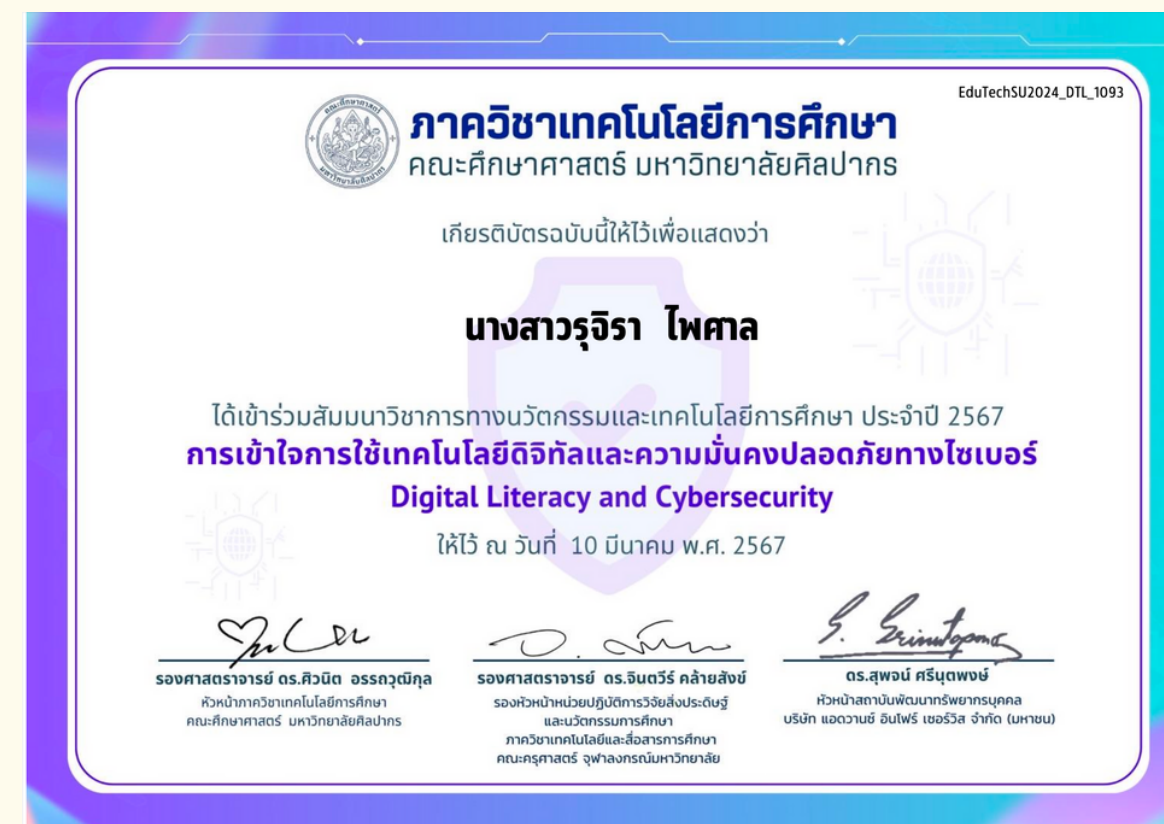 EduTechSU2024_DTL_1093
ภาควิชาเทคโนโลยีการศึกษา
คณะศึกษาศาสตร์ มหาวิทยาลัยศิลปากร
เกียรติบัตรฉบับนี้ให้ไว้เพื่อแสดงว่า
นางสาวรุจิรา ไพศาล
ได้เข้าร่วมสัมมนาวิชาการทางนวัตกรรมและเทคโนโลยีการศึกษา ประจำปี 2567
การเข้าใจการใช้เทคโนโลยีดิจิทัลและความมั่นคงปลอดภัยทางไซเบอร์
Digital Literacy and Cybersecurity
ให้ไว้ ณ วันที่ 10 มีนาคม พ.ศ. 2567
รองศาสตราจารย์ ดร.ศิวนิต อรรถวุฒิกุล
หัวหน้าภาควิชาเทคโนโลยีการศึกษา
คณะศึกษาศาสตร์ มหาวิทยาลัยศิลปากร
รองศาสตราจารย์ ดร.จินตวีร์ คล้ายสังข์
รองหัวหน้าหน่วยปฏิบัติการวิจัยสิ่งประดิษฐ์
และนวัตกรรมการศึกษา
ภาควิชาเทคโนโลยีและสื่อสารการศึกษา
คณะครุศาสตร์ จุฬาลงกรณ์มหาวิทยาลัย
ดร.สุพจน์ ศรีนุตพงษ์
หัวหน้าสถาบันพัฒนาทรัพยากรบุคคล
บริษัท แอดวานซ์ อินโฟร์ เซอร์วิส จำกัด (มหาชน)